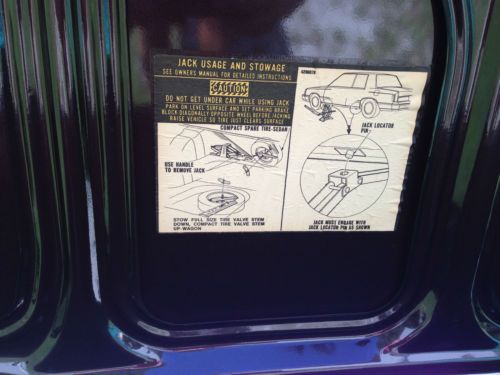 JACK USAGE AND STOWAGE
SEE OWNERS MANUAL FOR DETAILED INSTRUCTIONS
CAUTION
DO NOT GET UNDER CAR WHILE USING JACK
PARK ON LEVEL SURFACE AND SET PARKING BRAKE
BLOCK DIAGONALLY OPPOSITE WHEEL BEFORE JACKING
RAISE VEHICLE SO TIRE JUST CLEARS SURFACE
COMPACT SPARE TIRE-SEDAN
USE HANDLE
TO REMOVE JACK
STOW FULL SIZE TIRE VALVE STEM
DOWN, COMPACT TIRE VALVE STEM
UP-WAGON
JACK LOCATOR
PIN
JACK MUST ENGAGE WITH
JACK LOCATOR PIN AS SHOWN